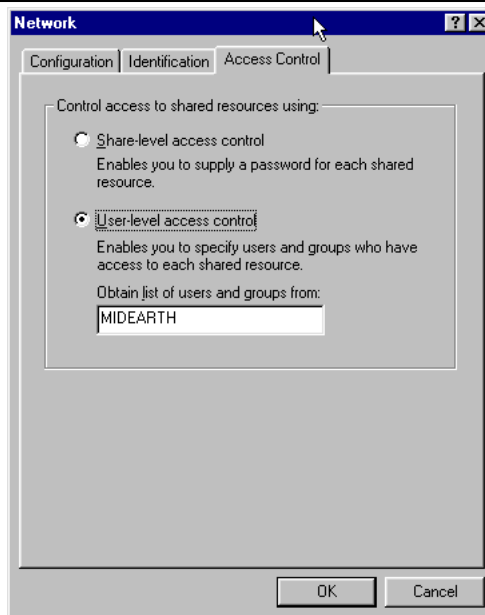 Network
Configuration Identification Access Control
Control access to shared resources using:
Share-level access control
Enables you to supply a password for each shared
resource.
User-level access control
Enables you to specify users and groups who have
access to each shared resource.
Obtain list of users and groups from:
MIDEARTH
OK Cancel